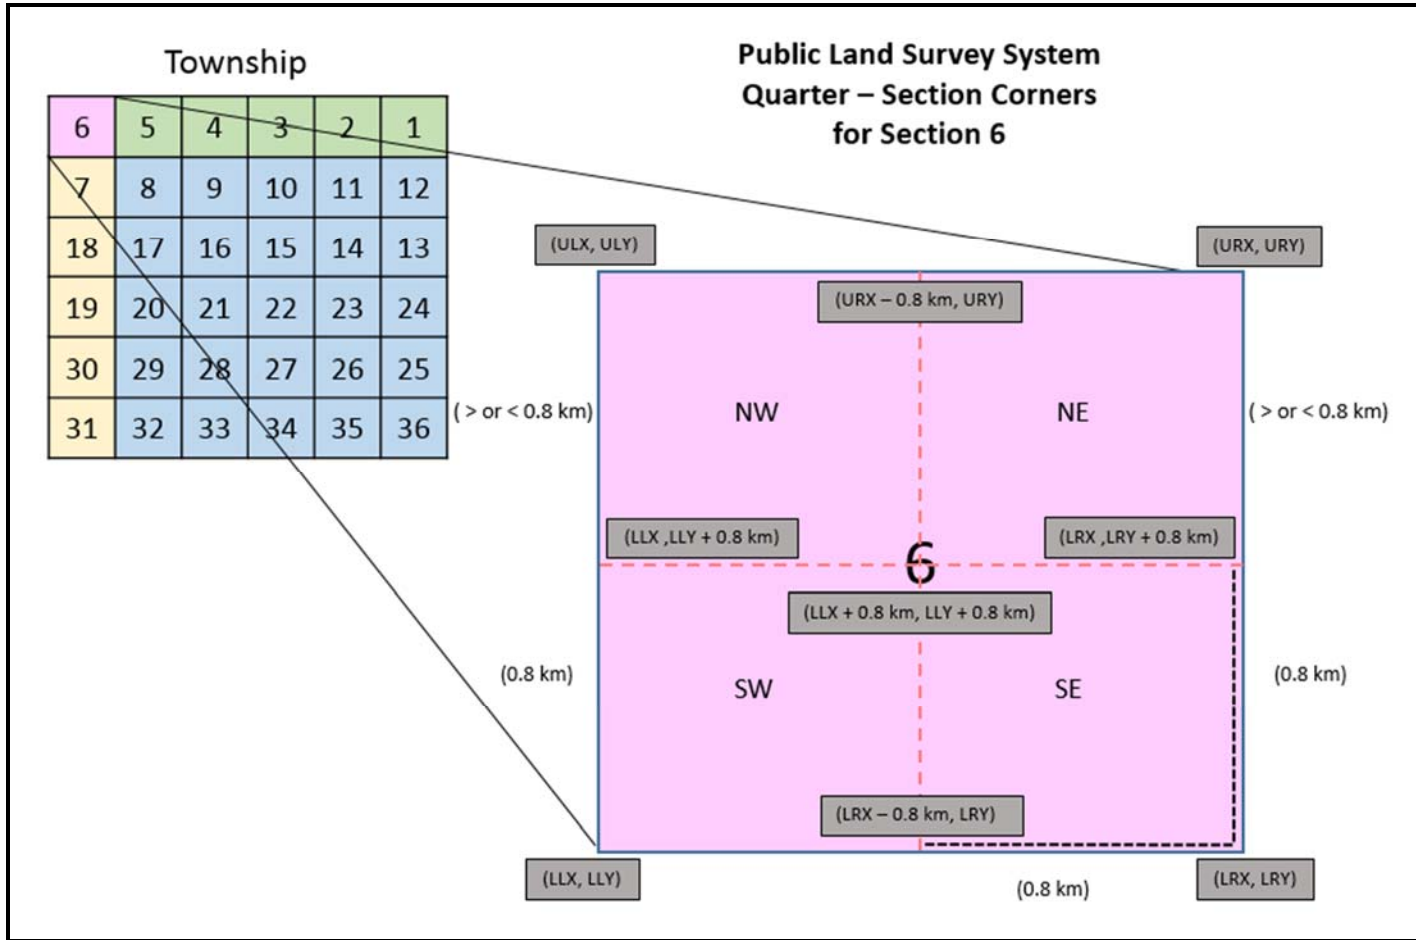 Township
Public Land Survey System
Quarter – Section Corners
for Section 6
6 5 4 3 2 1
7 8 9 10 11 12
18 17 16 15 14 13
19 20 21 22 23 24
30 29 28 27 26 25
31 32 33 34 35 36
(ULX, ULY)
(URX, URY)
(URX – 0.8 km, URY)
( > or < 0.8 km)
NW
NE
( > or < 0.8 km)
(LLX ,LLY + 0.8 km)
(LRX ,LRY + 0.8 km)
6
(LLX + 0.8 km, LLY + 0.8 km)
(0.8 km)
SW
SE
(0.8 km)
(LRX – 0.8 km, LRY)
(LLX, LLY)
(0.8 km)
(LRX, LRY)